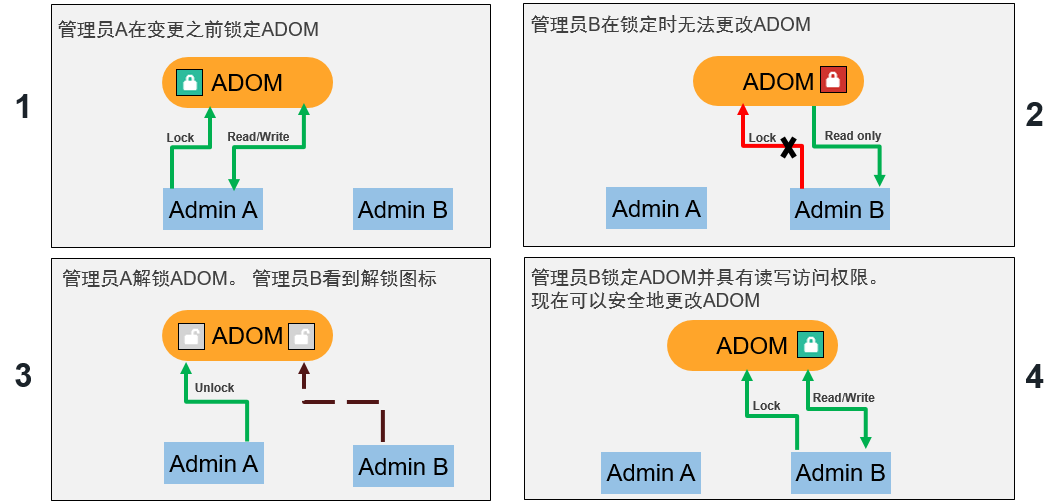 1
管理员A在变更之前锁定ADOM
ADOM
Lock
Read/Write
Admin A
Admin B
2
管理员B在锁定时无法更改ADOM
ADOM
Lock
Read only
Admin A
Admin B
3
管理员A解锁ADOM。 管理员B看到解锁图标
ADOM
Unlock
Admin A
Admin B
4
管理员B锁定ADOM并具有读写访问权限。
现在可以安全地更改ADOM
ADOM
Lock
Read/Write
Admin A
Admin B